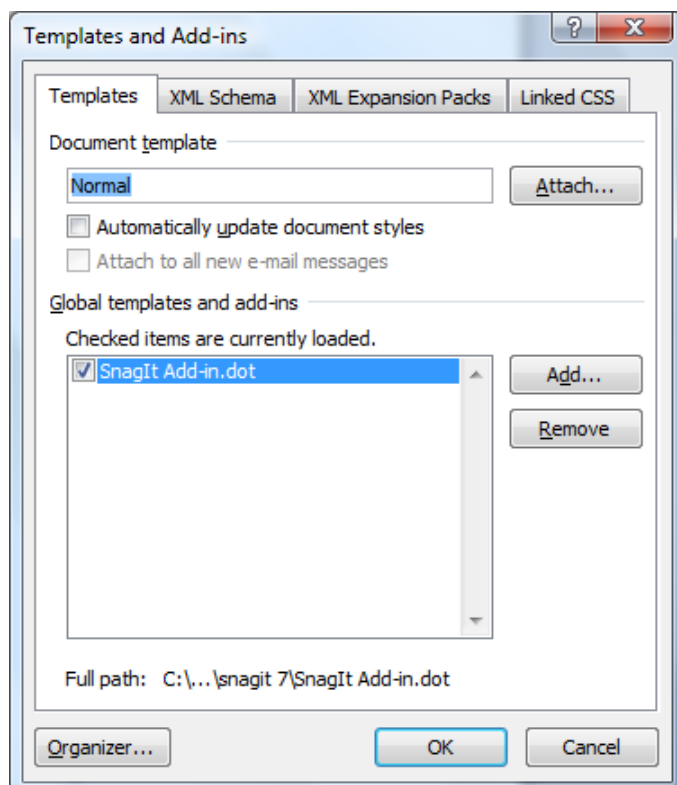 Templates and Add-ins
Templates XML Schema XML Expansion Packs Linked CSS
Document template
Normal Attach...
Automatically update document styles
Attach to all new e-mail messages
Global templates and add-ins
Checked items are currently loaded.
SnagIt Add-in.dot Add...
Remove
Full path: C:\...\snagit 7\SnagIt Add-in.dot
Organizer... OK Cancel